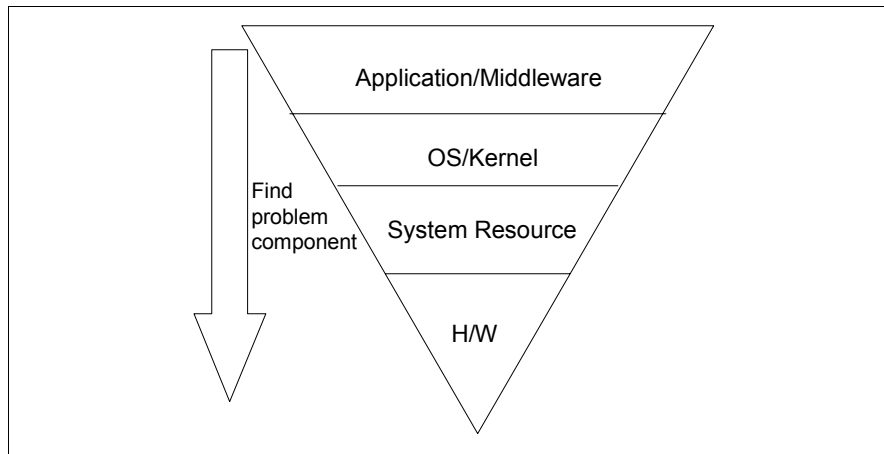 Application/Middleware
OS/Kernel
Find
problem
component
System Resource
H/W